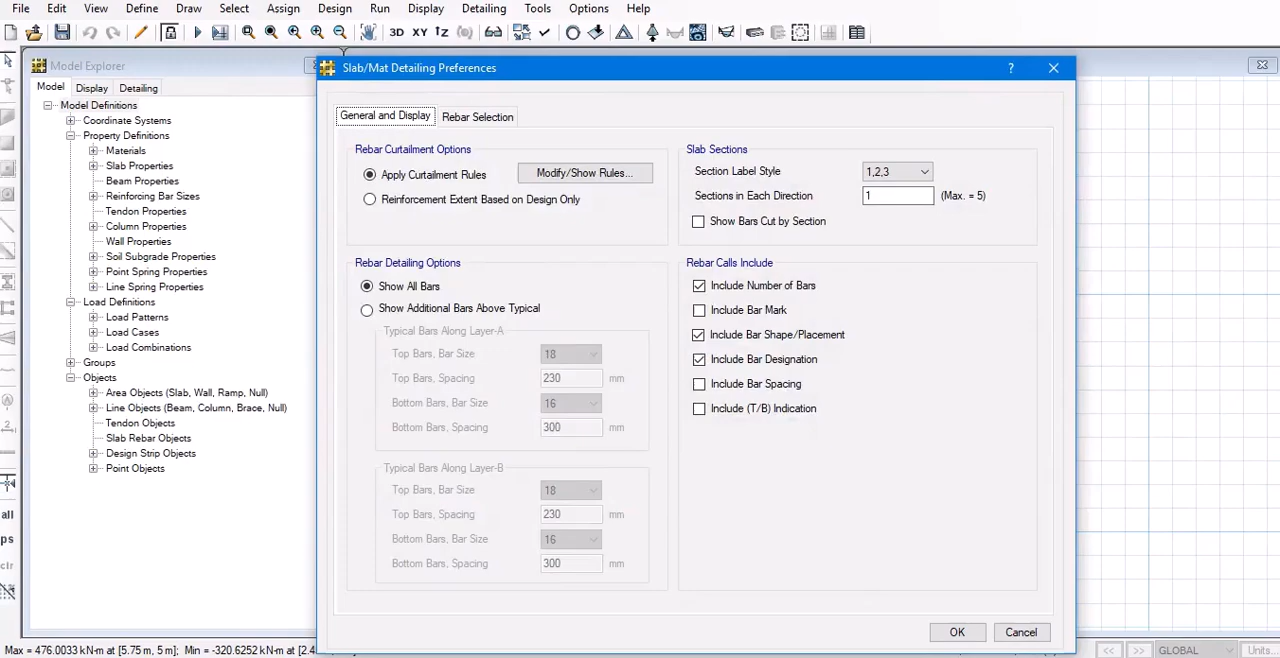 File Edit View Define Draw Select Assign Design Run Display Detailing Tools Options Help
3D XY
Model Explorer
Model Display Detailing
Model Definitions
Coordinate Systems
Property Definitions
Materials
Slab Properties
Beam Properties
Reinforcing Bar Sizes
Tendon Properties
Column Properties
Wall Properties
Soil Subgrade Properties
Point Spring Properties
Line Spring Properties
Load Definitions
Load Patterns
Load Cases
Load Combinations
Groups
Objects
Area Objects (Slab, Wall, Ramp, Null)
Line Objects (Beam, Column, Brace, Null)
Tendon Objects
Slab Rebar Objects
Design Strip Objects
Point Objects
all
ps
clr
Slab/Mat Detailing Preferences ?
General and Display Rebar Selection
Rebar Curtailment Options
Apply Curtailment Rules Modify/Show Rules...
Reinforcement Extent Based on Design Only
Slab Sections
Section Label Style 1,2,3
Sections in Each Direction 1 (Max. = 5)
Show Bars Cut by Section
Rebar Detailing Options
Show All Bars
Show Additional Bars Above Typical
Typical Bars Along Layer-A
Top Bars, Bar Size 18
Top Bars, Spacing 230 mm
Bottom Bars, Bar Size 16
Bottom Bars, Spacing 300 mm
Typical Bars Along Layer-B
Top Bars, Bar Size 18
Top Bars, Spacing 230 mm
Bottom Bars, Bar Size 16
Bottom Bars, Spacing 300 mm
Rebar Calls Include
Include Number of Bars
Include Bar Mark
Include Bar Shape/Placement
Include Bar Designation
Include Bar Spacing
Include (T/B) Indication
OK Cancel
Max = 476.0033 kN-m at [5.75 m, 5 m]; Min = -320.6252 kN-m at [2.4
<< >> GLOBAL Units...